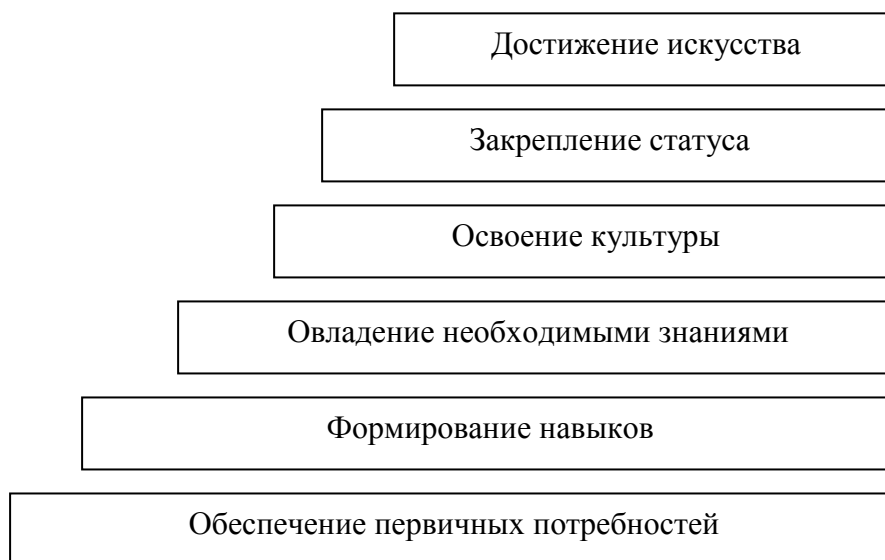 Достижение искусства
Закрепление статуса
Освоение культуры
Овладение необходимыми знаниями
Формирование навыков
Обеспечение первичных потребностей